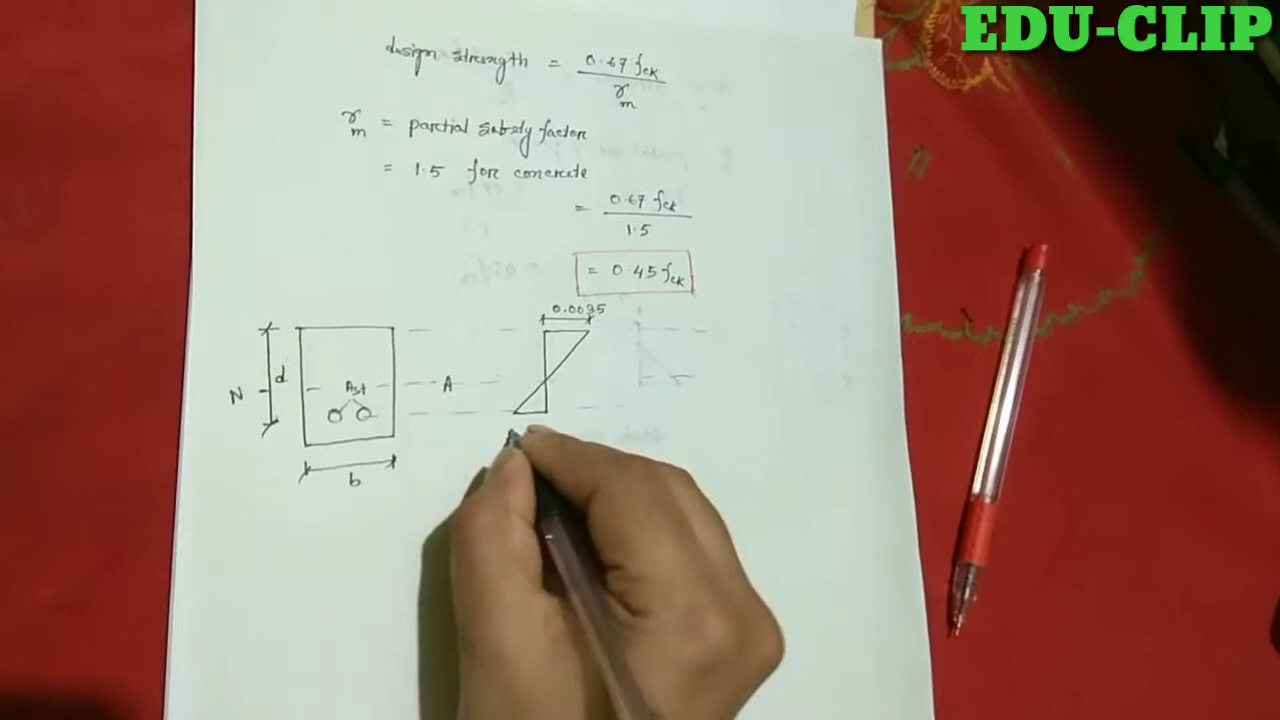 EDU-CLIP
design strength = 0.67 fck
γm
γm = partial safety factor
= 1.5 for concrete
= 0.67 fck
1.5
= 0.45 fck
0.0035
d
Ast
N
A
b